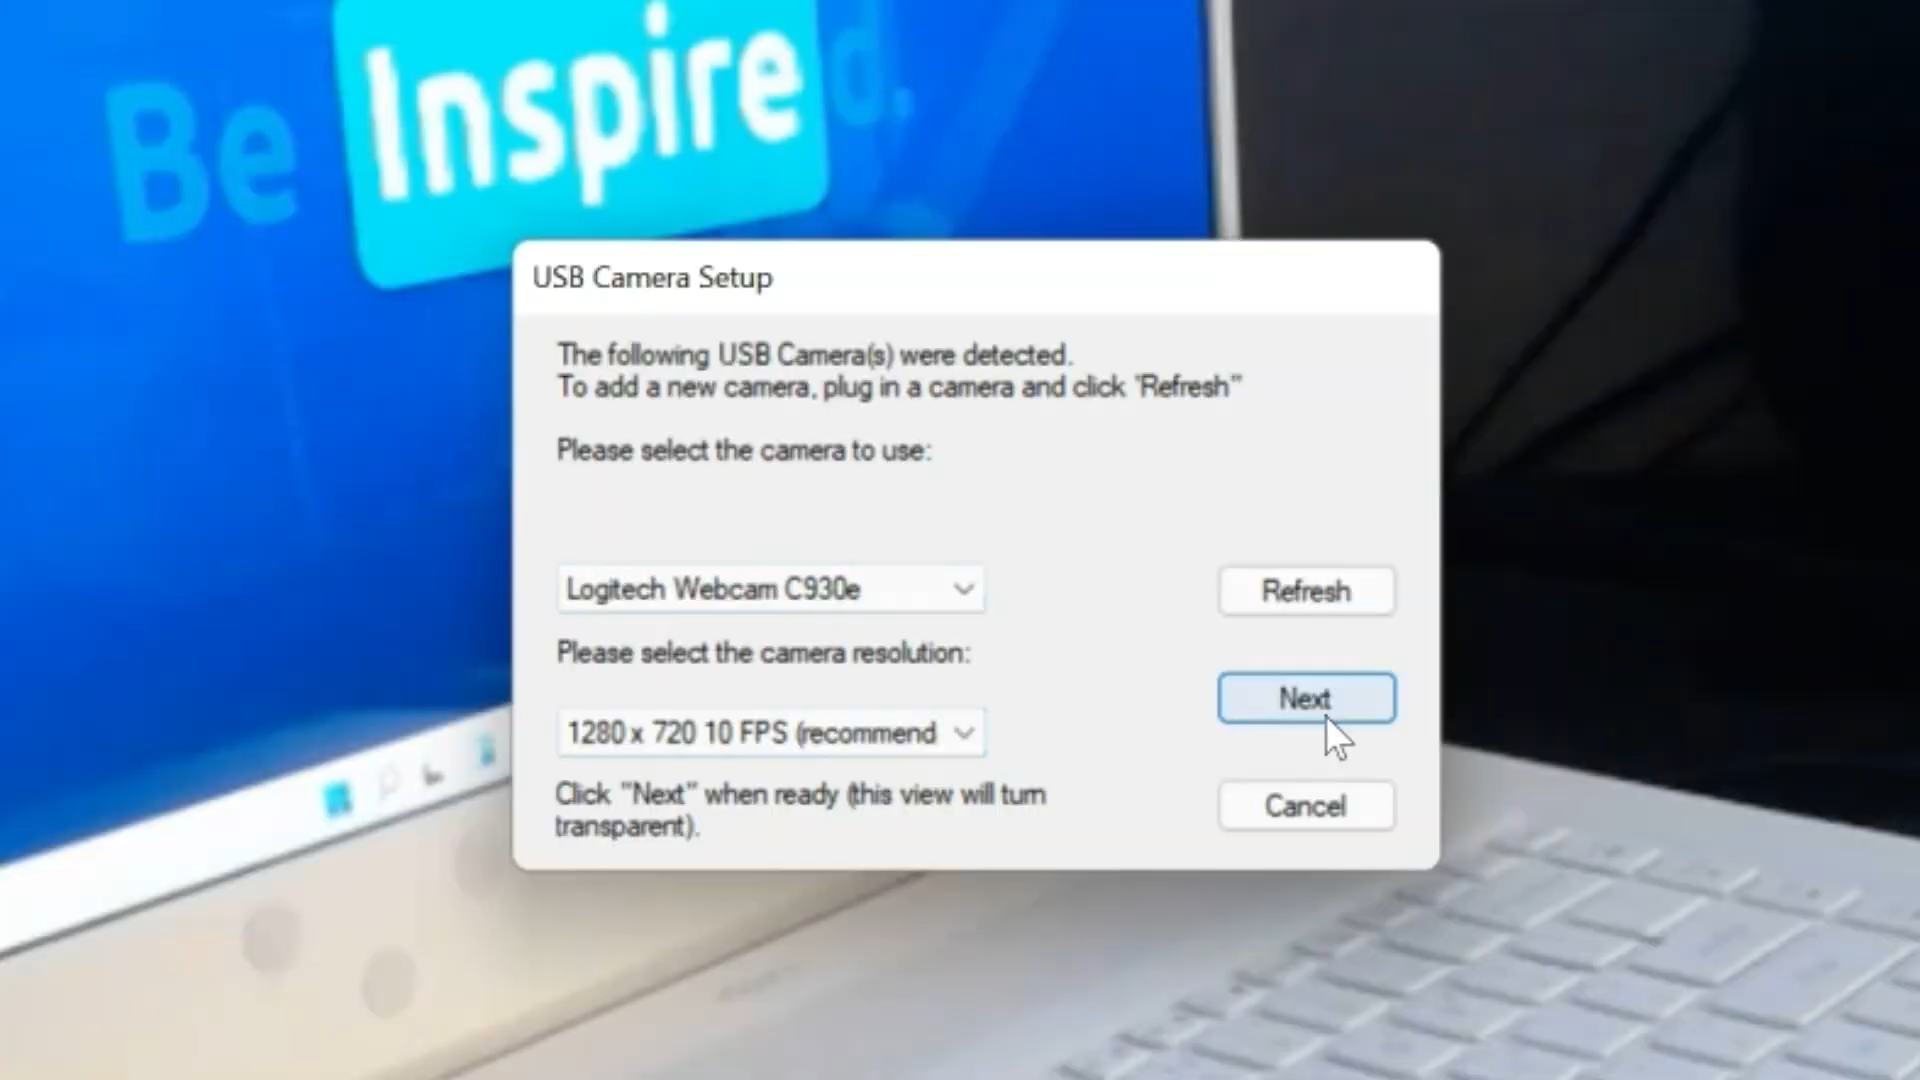 Be Inspired.
USB Camera Setup
The following USB Camera(s) were detected.
To add a new camera, plug in a camera and click "Refresh"
Please select the camera to use:
Logitech Webcam C930e
Refresh
Please select the camera resolution:
Next
1280 x 720 10 FPS (recommend
Click "Next" when ready (this view will turn
transparent).
Cancel